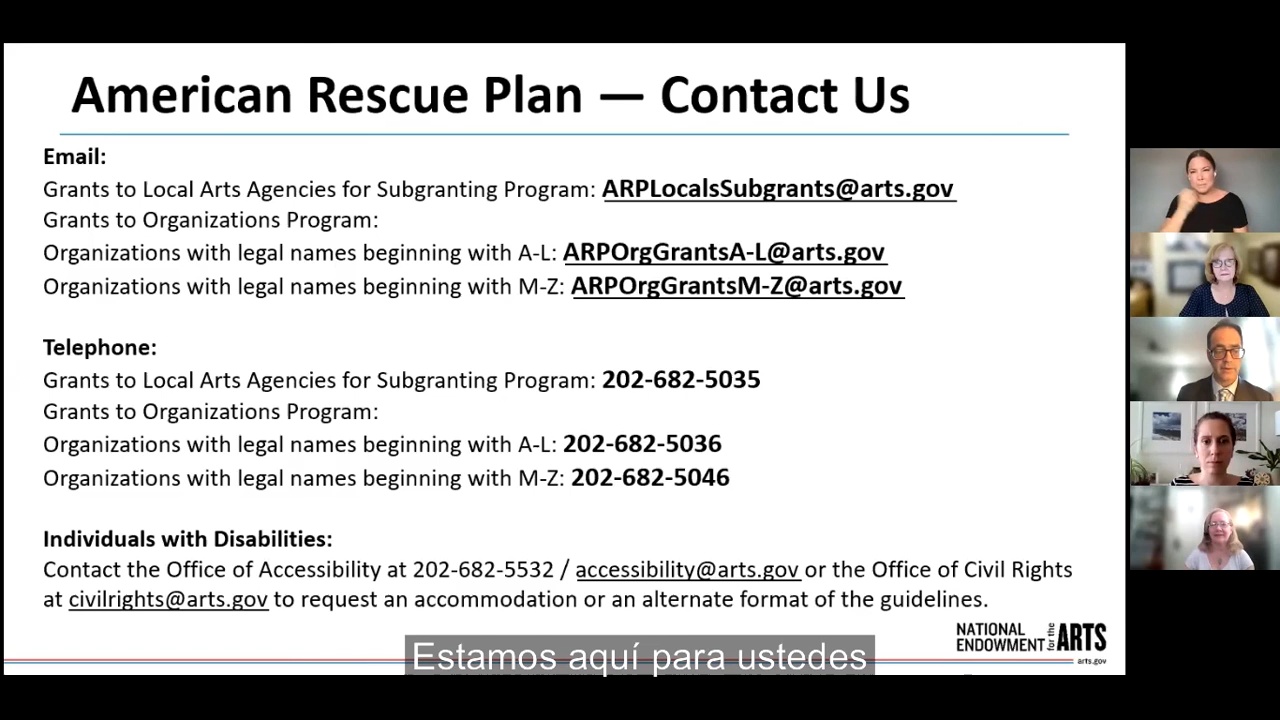 American Rescue Plan — Contact Us
Email:
Grants to Local Arts Agencies for Subgranting Program: ARPLocalsSubgrants@arts.gov
Grants to Organizations Program:
Organizations with legal names beginning with A-L: ARPOrgGrantsA-L@arts.gov
Organizations with legal names beginning with M-Z: ARPOrgGrantsM-Z@arts.gov
Telephone:
Grants to Local Arts Agencies for Subgranting Program: 202-682-5035
Grants to Organizations Program:
Organizations with legal names beginning with A-L: 202-682-5036
Organizations with legal names beginning with M-Z: 202-682-5046
Individuals with Disabilities:
Contact the Office of Accessibility at 202-682-5532 / accessibility@arts.gov or the Office of Civil Rights
at civilrights@arts.gov to request an accommodation or an alternate format of the guidelines.
NATIONAL
ENDOWMENT for the ARTS
arts.gov
Estamos aquí para ustedes